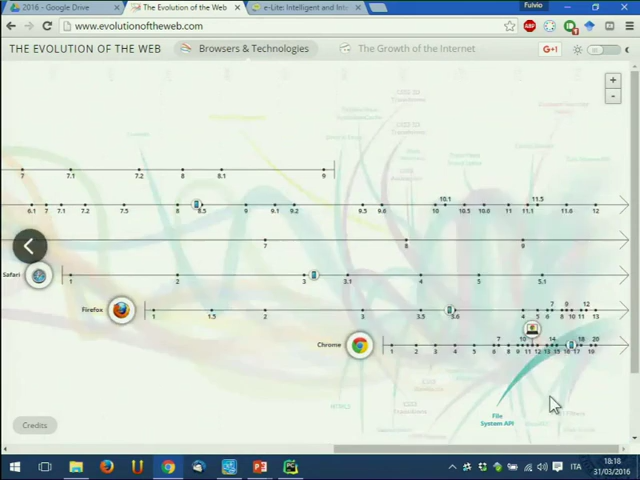 2016 - Google Drive
The Evolution of the Web
e-Lite: Intelligent and Int
Fulvio
www.evolutionoftheweb.com
THE EVOLUTION OF THE WEB
Browsers & Technologies
The Growth of the Internet
G+1
+
-
7 7.1 7.2 8 8.1 9
6.1 7 7.1 7.2 7.5 8 8.5 9 9.1 9.2 9.5 9.6 10 10.1 10.5 10.6 11 11.1 11.5 11.6 12
7 8 9
Safari 1 2 3 3.1 4 5 5.1
Firefox 1 1.5 2 3 3.5 3.6 4 5 6 7 8 9 10 11 12 13
Chrome 1 2 3 4 5 6 7 8 9 10 11 12 13 14 15 16 17 18 19 20
HTML5
File
System API
Credits
ITA
18:18
31/03/2016